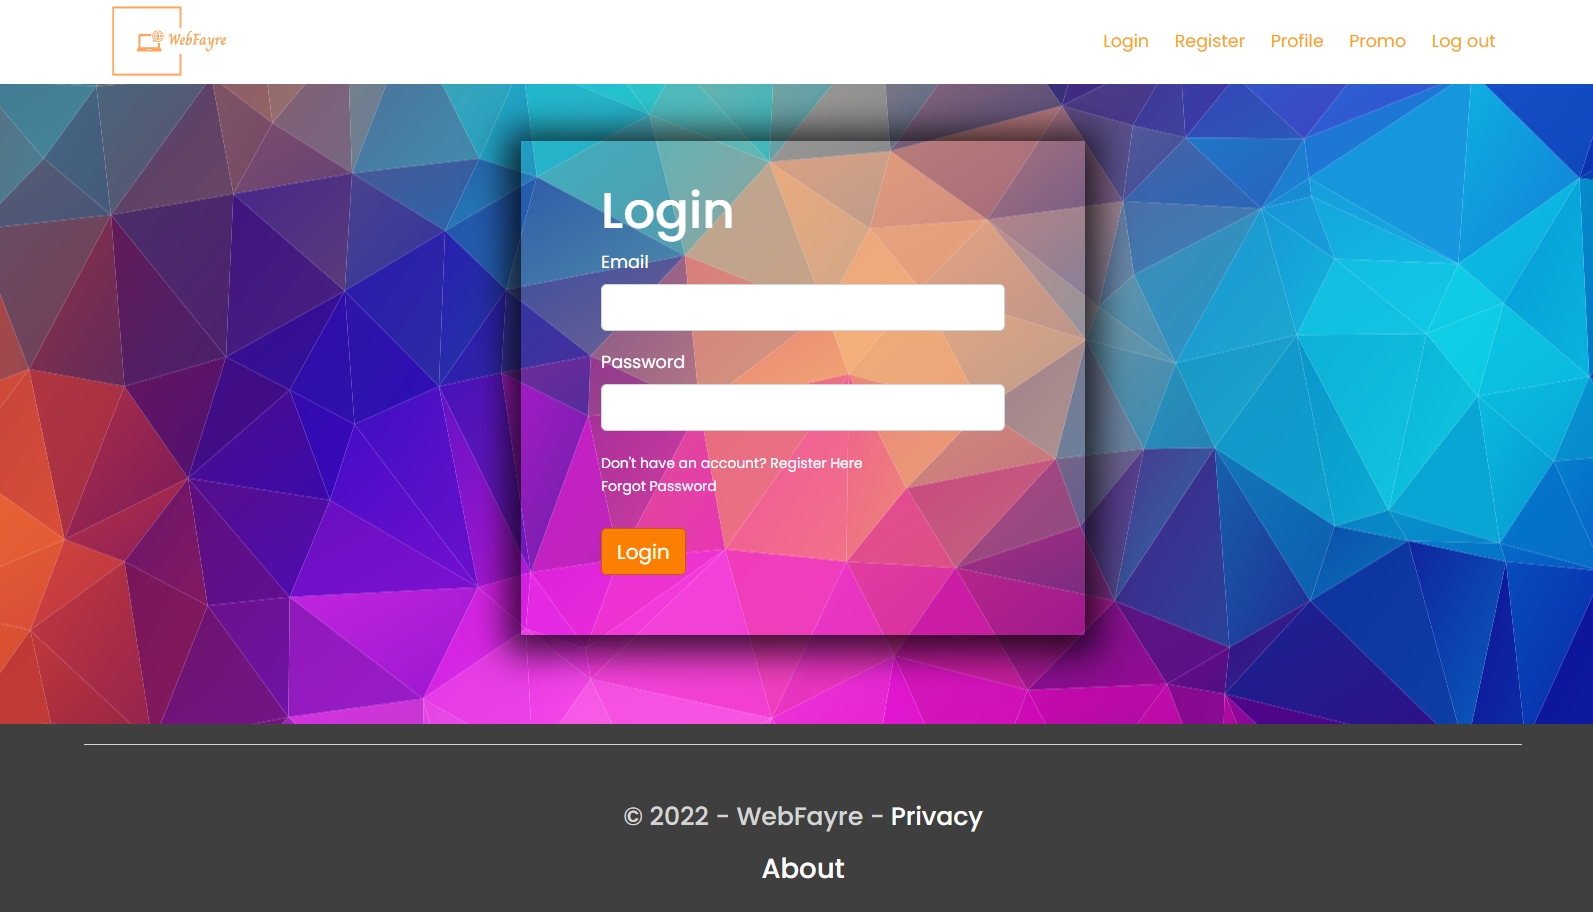 WebFayre
Login Register Profile Promo Log out
Login
Email
Password
Don't have an account? Register Here
Forgot Password
Login
© 2022 - WebFayre - Privacy
About